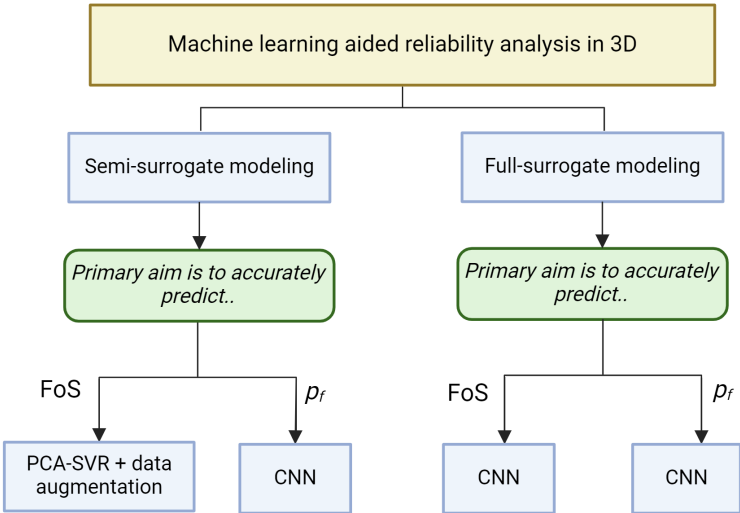 Machine learning aided reliability analysis in 3D
Semi-surrogate modeling
Full-surrogate modeling
Primary aim is to accurately
predict..
Primary aim is to accurately
predict..
FoS
pf
FoS
pf
PCA-SVR + data
augmentation
CNN
CNN
CNN